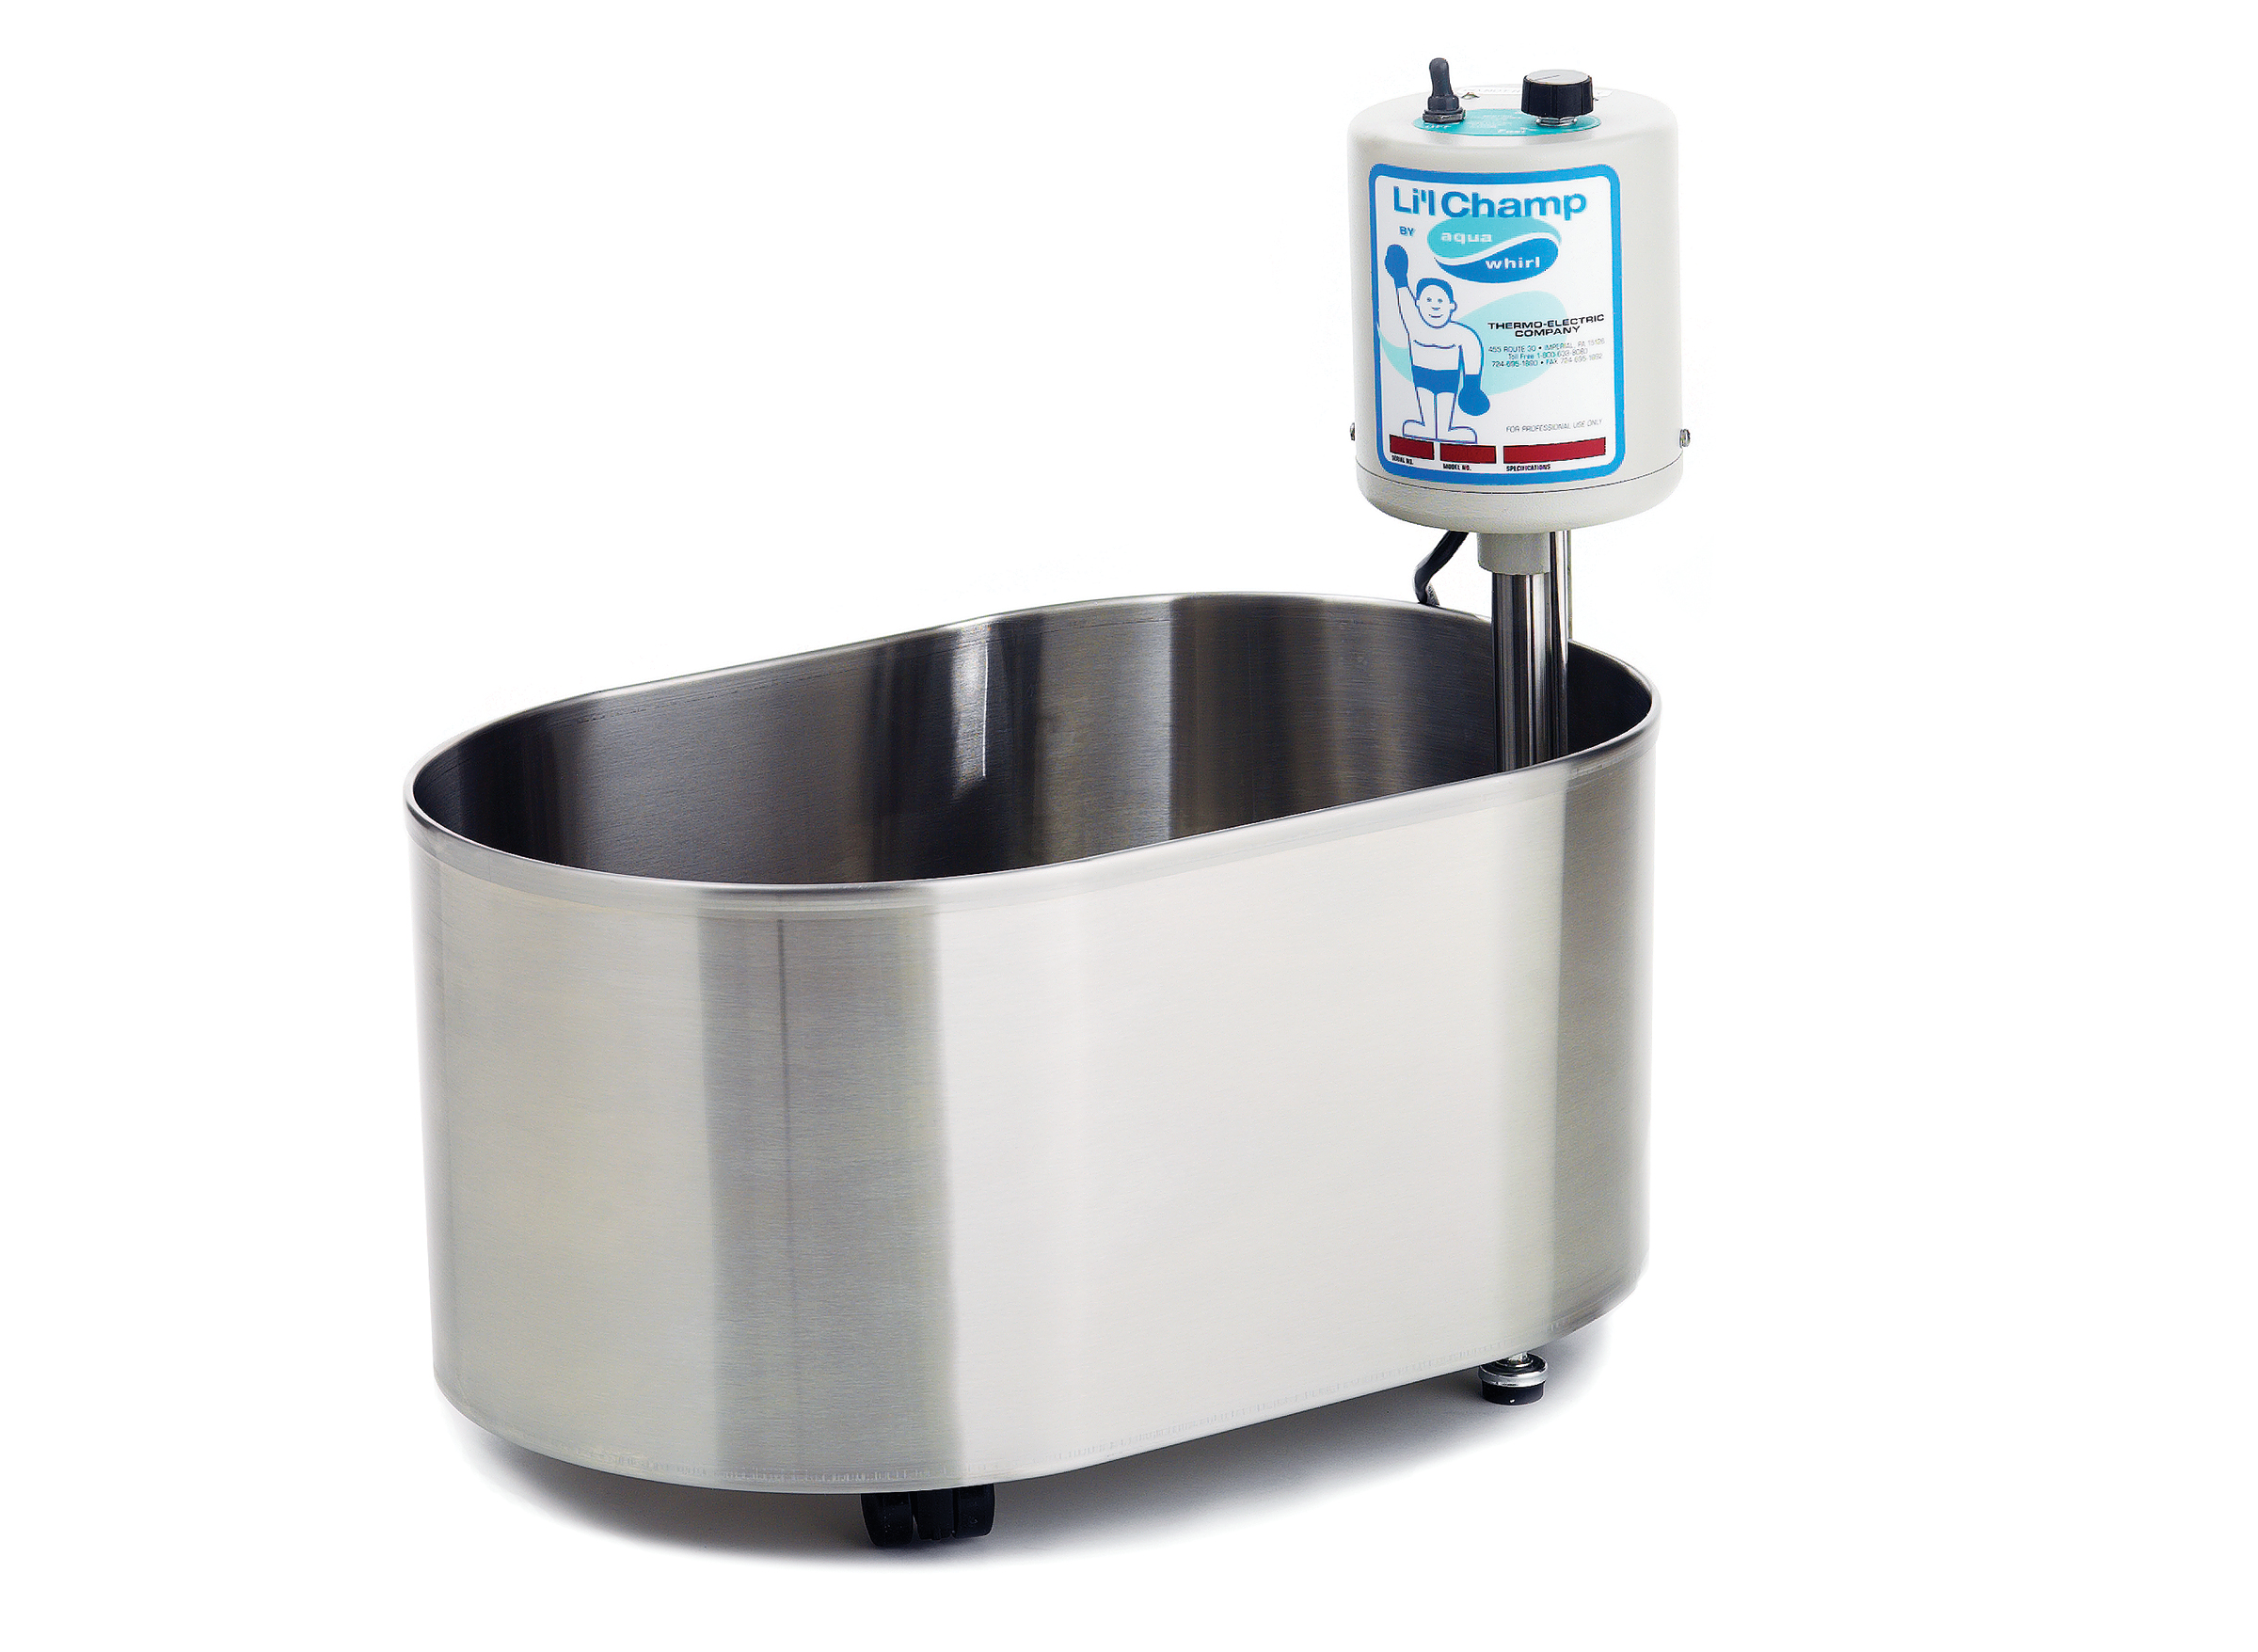 OFF
Li'l Champ
BY aqua
whirl
THERMO-ELECTRIC
COMPANY
455 ROUTE 30 • IMPERIAL, PA 15126
Toll Free 1-800-633-8080
724-695-1890 • FAX 724-695-1892
FOR PROFESSIONAL USE ONLY
SERIAL NO. MODEL NO. SPECIFICATIONS